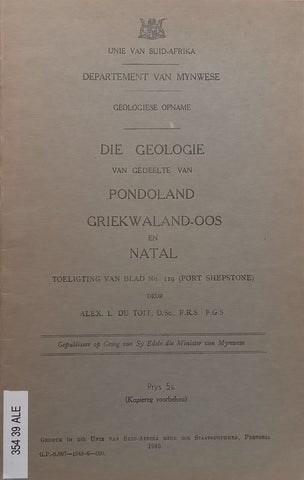 UNIE VAN SUID-AFRIKA
DEPARTEMENT VAN MYNWESE
GEOLOGIESE OPNAME
DIE GEOLOGIE
VAN GEDEELTE VAN
PONDOLAND
GRIEKWALAND-OOS
EN
NATAL
TOELIGTING VAN BLAD No. 119 (PORT SHEPSTONE)
DEUR
ALEX. L. DU TOIT, D.Sc., F.R.S. F.G.S
Gepubliseer op Gesag van Sy Edele die Minister van Mynwese
Prys 5s.
(Kopiereg voorbehou)
GEDRUK IN DIE UNIE VAN SUID-AFRIKA DEUR DIE STAATSDRUKKER, PRETORIA
1946
354 39 ALE